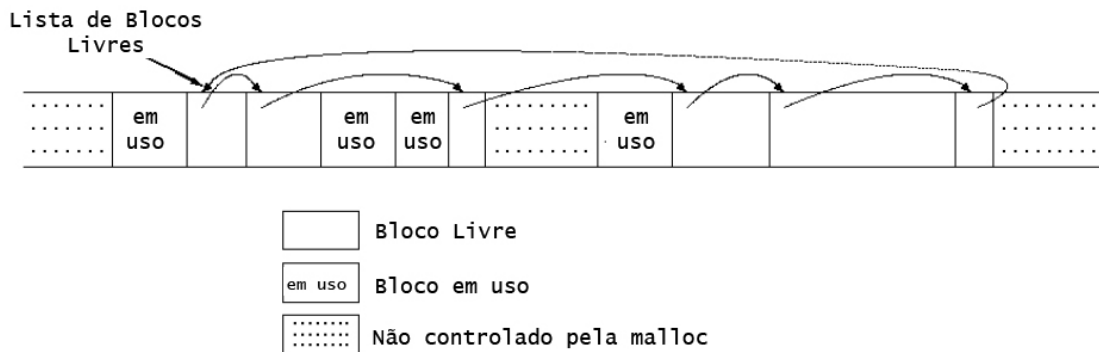 Lista de Blocos
Livres
em
uso
em
uso
em
uso
em
uso
Bloco Livre
em uso
Bloco em uso
Não controlado pela malloc